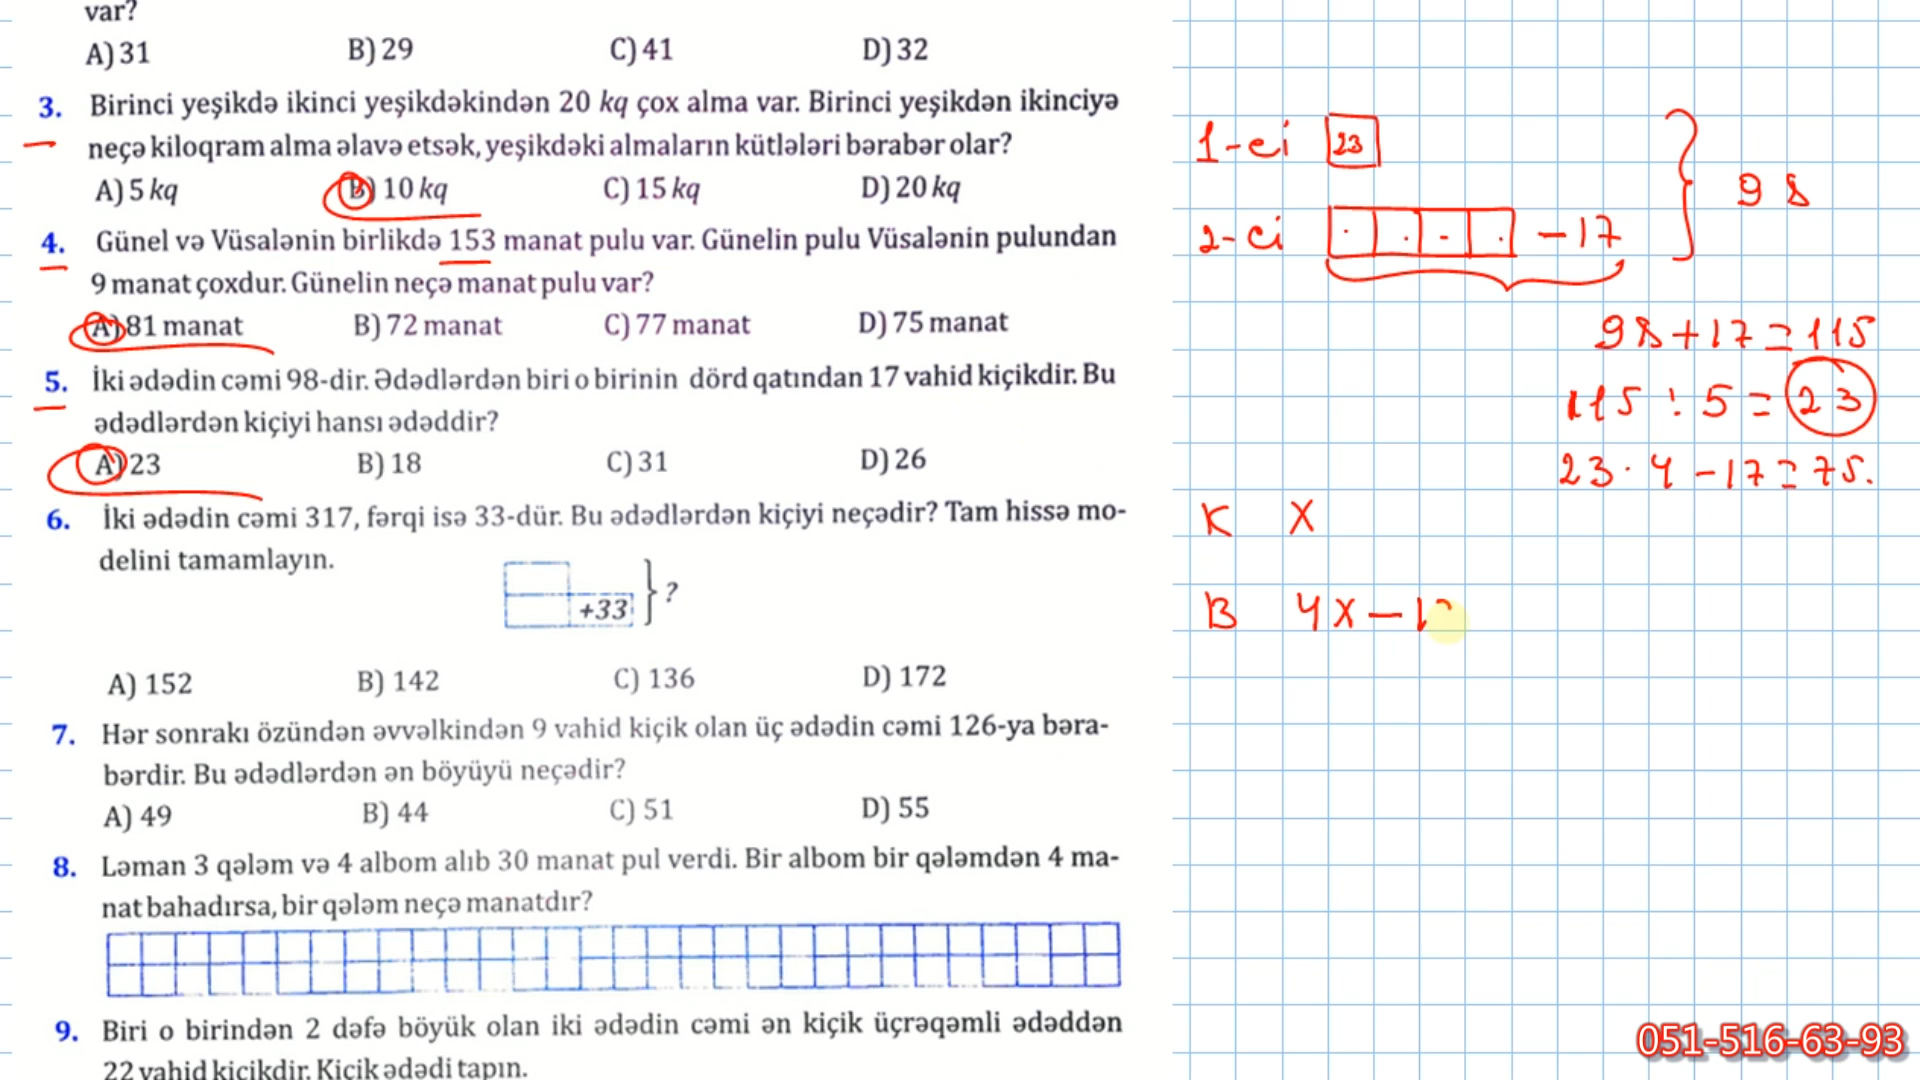 var?
A) 31 B) 29 C) 41 D) 32
3. Birinci yeşikdə ikinci yeşikdəkindən 20 kq çox alma var. Birinci yeşikdən ikinciyə
neçə kiloqram alma əlavə etsək, yeşikdəki almaların kütlələri bərabər olar?
A) 5 kq B) 10 kq C) 15 kq D) 20 kq
4. Günel və Vüsalənin birlikdə 153 manat pulu var. Günelin pulu Vüsalənin pulundan
9 manat çoxdur. Günelin neçə manat pulu var?
A) 81 manat B) 72 manat C) 77 manat D) 75 manat
5. İki ədədin cəmi 98-dir. Ədədlərdən biri o birinin dörd qatından 17 vahid kiçikdir. Bu
ədədlərdən kiçiyi hansı ədəddir?
A) 23 B) 18 C) 31 D) 26
6. İki ədədin cəmi 317, fərqi isə 33-dür. Bu ədədlərdən kiçiyi neçədir? Tam hissə mo-
delini tamamlayın.
+33 } ?
A) 152 B) 142 C) 136 D) 172
7. Hər sonrakı özündən əvvəlkindən 9 vahid kiçik olan üç ədədin cəmi 126-ya bəra-
bərdir. Bu ədədlərdən ən böyüyü neçədir?
A) 49 B) 44 C) 51 D) 55
8. Ləman 3 qələm və 4 albom alıb 30 manat pul verdi. Bir albom bir qələmdən 4 ma-
nat bahadırsa, bir qələm neçə manatdır?
9. Biri o birindən 2 dəfə böyük olan iki ədədin cəmi ən kiçik üçrəqəmli ədəddən
22 vahid kiçikdir. Kiçik ədədi tapın.
1-ci 23
2-ci - 17
98
98 + 17 = 115
115 : 5 = 23
23 · 4 - 17 = 75.
K X
B 4X - 1
051-516-63-93